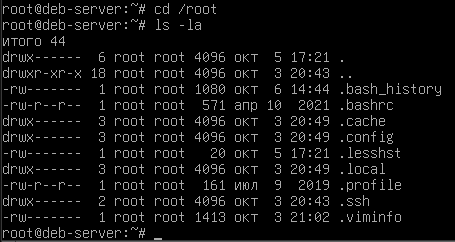 root@deb-server:~# cd /root
root@deb-server:~# ls -la
итого 44
drwx------  6 root root 4096 окт  5 17:21 .
drwxr-xr-x 18 root root 4096 окт  3 20:43 ..
-rw-------  1 root root 1080 окт  6 14:44 .bash_history
-rw-r--r--  1 root root  571 апр 10  2021 .bashrc
drwx------  3 root root 4096 окт  3 20:49 .cache
drwx------  3 root root 4096 окт  3 20:49 .config
-rw-------  1 root root   20 окт  5 17:21 .lesshst
drwx------  3 root root 4096 окт  3 20:49 .local
-rw-r--r--  1 root root  161 июл  9  2019 .profile
drwx------  2 root root 4096 окт  3 20:43 .ssh
-rw-------  1 root root 1413 окт  3 21:02 .viminfo
root@deb-server:~# _